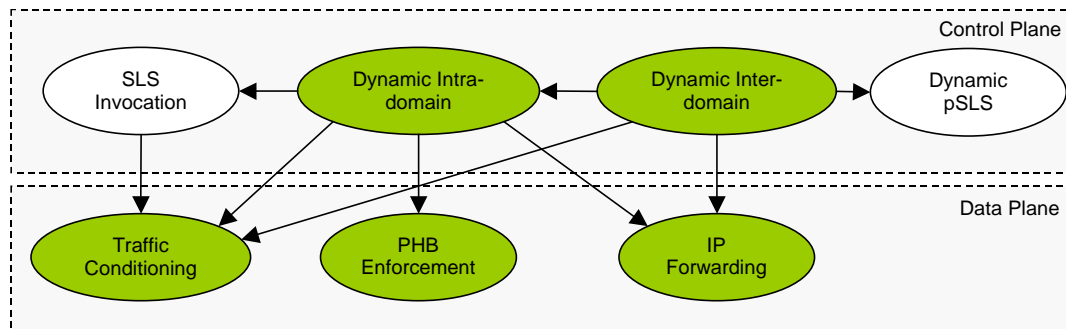 Control Plane
SLS
Invocation
Dynamic Intra-
domain
Dynamic Inter-
domain
Dynamic
pSLS
Data Plane
Traffic
Conditioning
PHB
Enforcement
IP
Forwarding